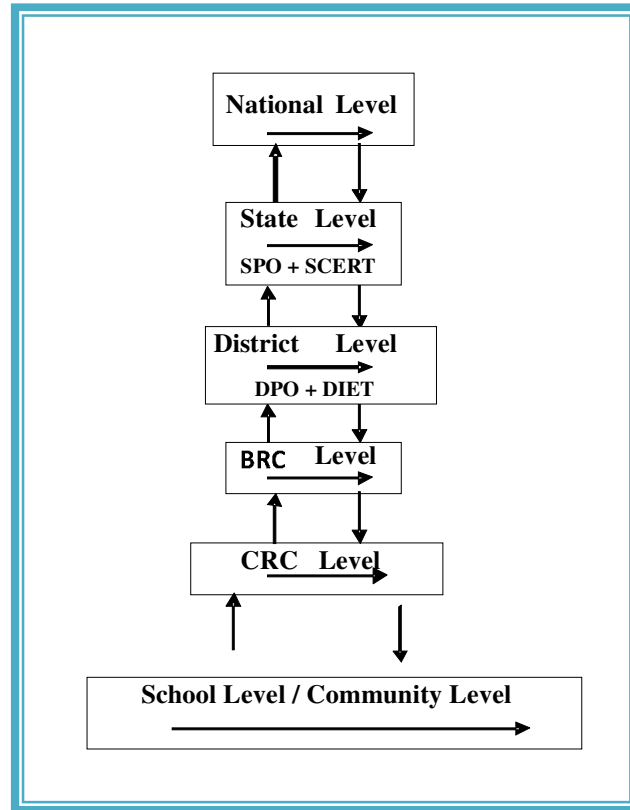 National Level
State Level
SPO + SCERT
District Level
DPO + DIET
BRC Level
CRC Level
School Level / Community Level